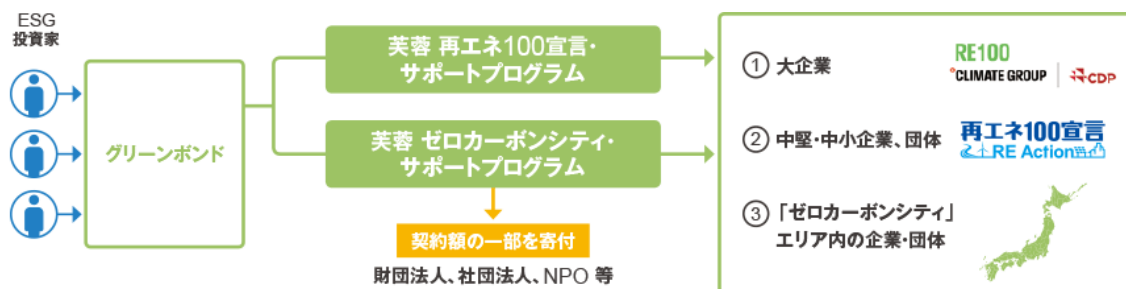 ESG
投資家
グリーンボンド
芙蓉 再エネ100宣言・
サポートプログラム
芙蓉 ゼロカーボンシティ・
サポートプログラム
契約額の一部を寄付
財団法人、社団法人、NPO 等
① 大企業
RE100
°CLIMATE GROUP
CDP
② 中堅・中小企業、団体
再エネ100宣言
RE Action
③ 「ゼロカーボンシティ」
エリア内の企業・団体